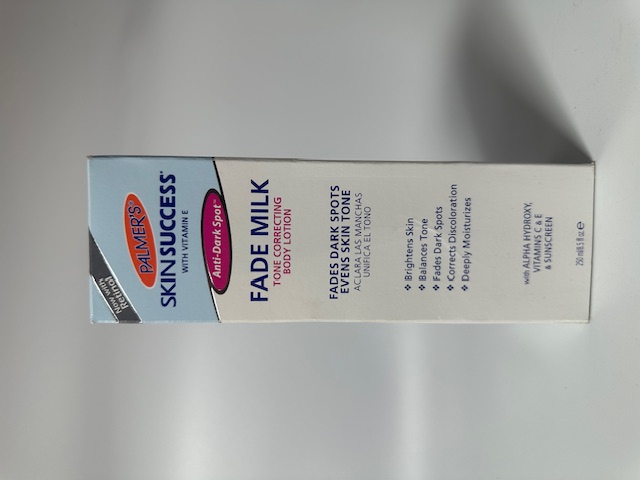 Now with
Retinol
PALMER'S®
SKIN SUCCESS®
WITH VITAMIN E
Anti-Dark Spot™
FADE MILK
TONE CORRECTING
BODY LOTION
FADES DARK SPOTS
EVENS SKIN TONE
ACLARA LAS MANCHAS
UNIFICA EL TONO
❖ Brightens Skin
❖ Balances Tone
❖ Fades Dark Spots
❖ Corrects Discoloration
❖ Deeply Moisturizes
with ALPHA HYDROXY,
VITAMINS C & E
& SUNSCREEN
250 ml/8.5 fl oz. ℮